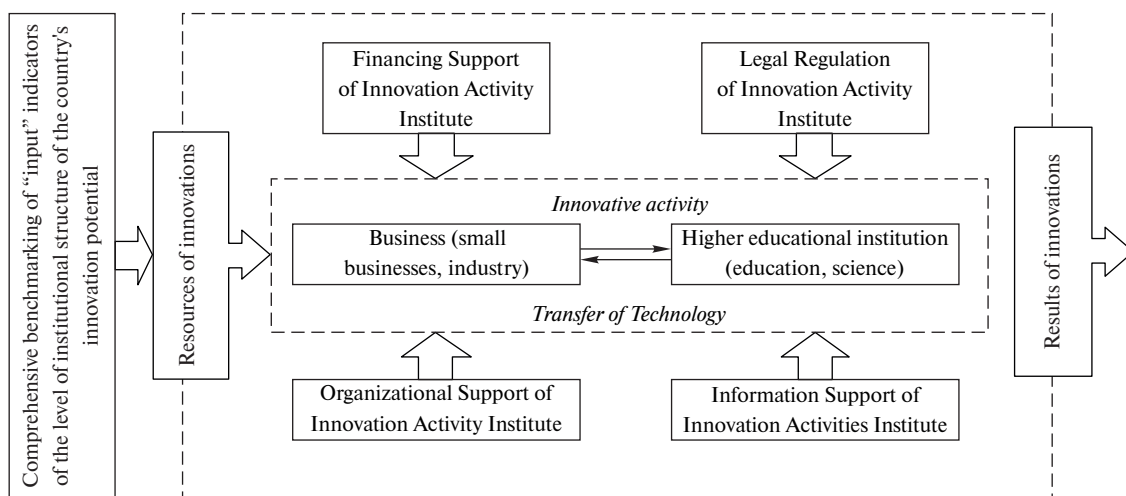 Comprehensive benchmarking of “input” indicators
of the level of institutional structure of the country's
innovation potential
Resources of innovations
Financing Support
of Innovation Activity
Institute
Legal Regulation
of Innovation Activity
Institute
Innovative activity
Business (small
businesses, industry)
Higher educational institution
(education, science)
Transfer of Technology
Organizational Support of
Innovation Activity Institute
Information Support of
Innovation Activities Institute
Results of innovations